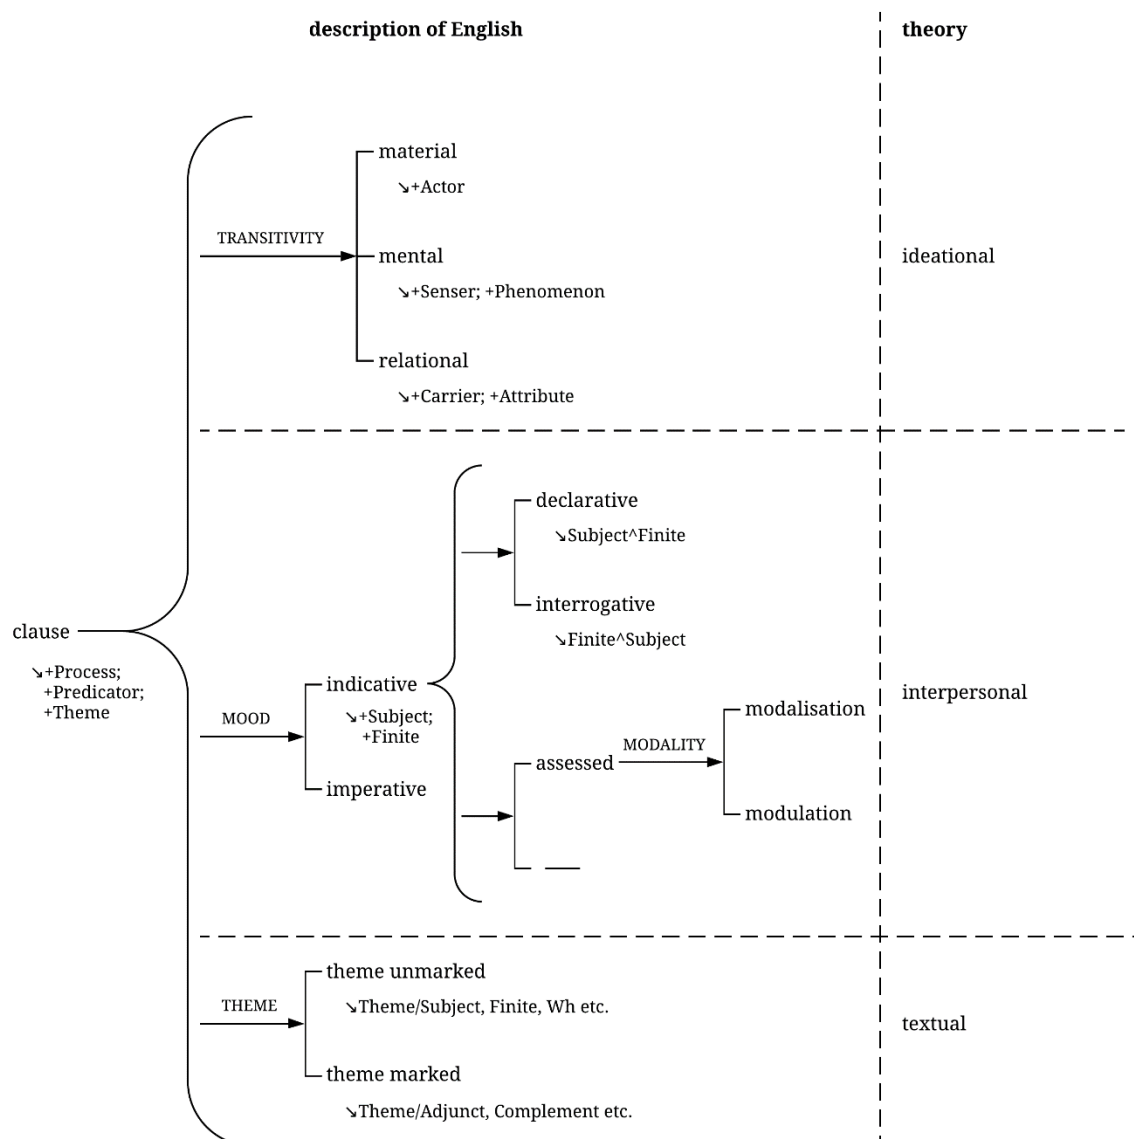 description of English
theory
material
↘+Actor
TRANSITIVITY
mental
ideational
↘+Senser; +Phenomenon
relational
↘+Carrier; +Attribute
declarative
↘Subject^Finite
interrogative
↘Finite^Subject
clause
↘+Process;
+Predicator;
+Theme
MOOD
indicative
↘+Subject;
+Finite
imperative
assessed
MODALITY
modalisation
modulation
interpersonal
theme unmarked
↘Theme/Subject, Finite, Wh etc.
THEME
textual
theme marked
↘Theme/Adjunct, Complement etc.